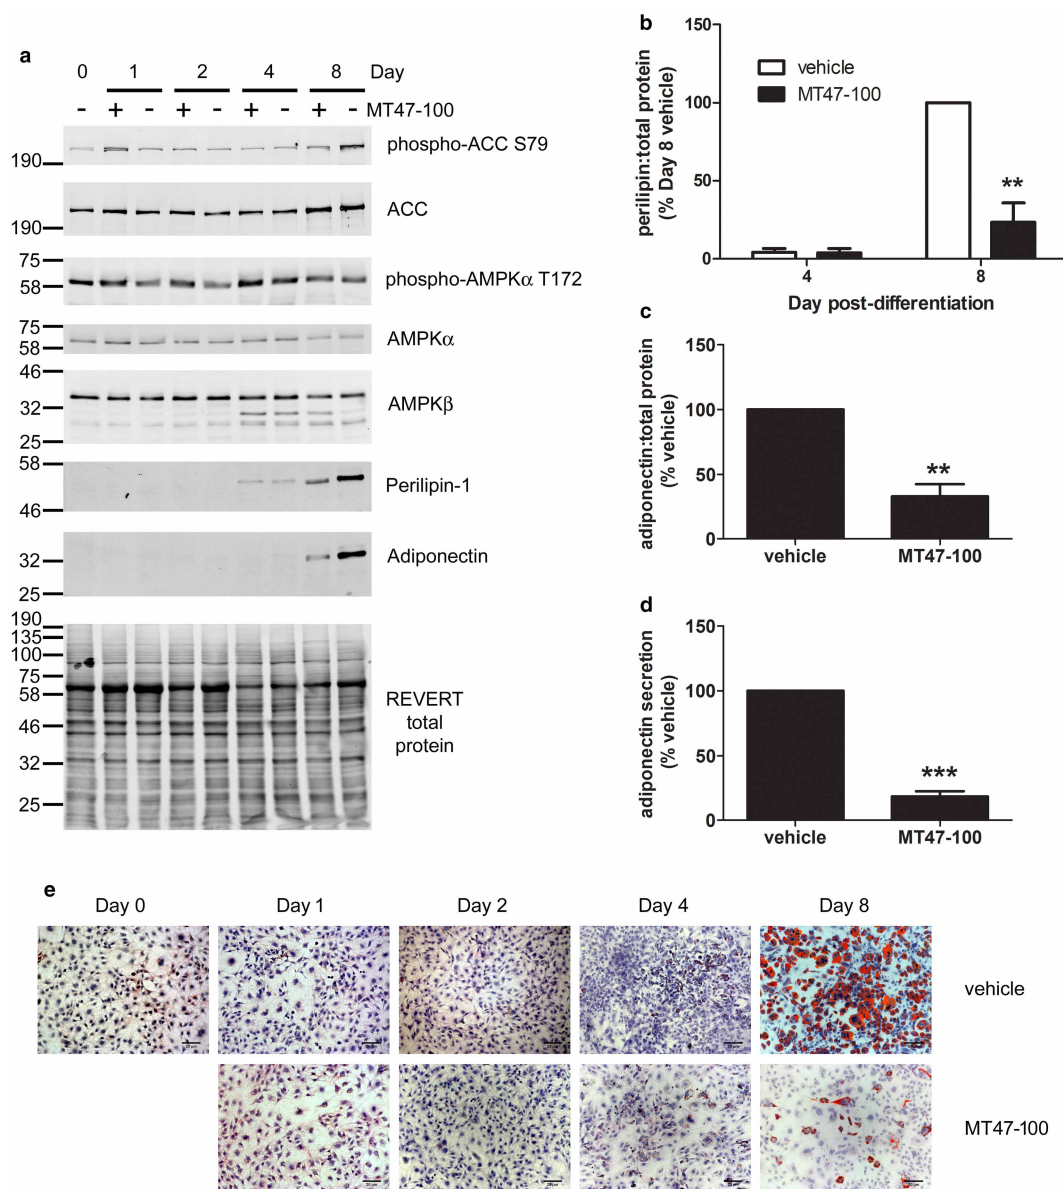 a
0 1 2 4 8 Day
- + - + - + - + - MT47-100
190 phospho-ACC S79
ACC
190
75
58 phospho-AMPKα T172
75
58 AMPKα
46
32 AMPKβ
25
58
Perilipin-1
46
32 Adiponectin
25
190
135
100
75
58
46
32
25
REVERT
total
protein
b
perilipin:total protein
(% Day 8 vehicle)
150
100
50
0
vehicle
MT47-100
**
4 8
Day post-differentiation
c
adiponectin:total protein
(% vehicle)
150
100
50
0
**
vehicle MT47-100
d
adiponectin secretion
(% vehicle)
150
100
50
0
***
vehicle MT47-100
e
Day 0 Day 1 Day 2 Day 4 Day 8
vehicle
MT47-100